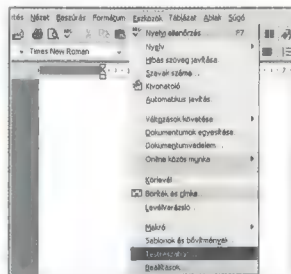 ztés Nézet Beszúrás Formátum Eszközök Táblázat Ablak Súgó
Times New Roman
Nyelvi ellenőrzés F7
Nyelv
Hibás szöveg javítása
Szavak száma...
Kivonatoló
Automatikus javítás
Változások követése
Dokumentumok egyesítése
Dokumentumvédelem...
Online közös munka
Körlevél...
Boríték és címke...
Levélvarázsló...
Makró
Sablonok és bővítmények
Testreszabás...
Beállítások...